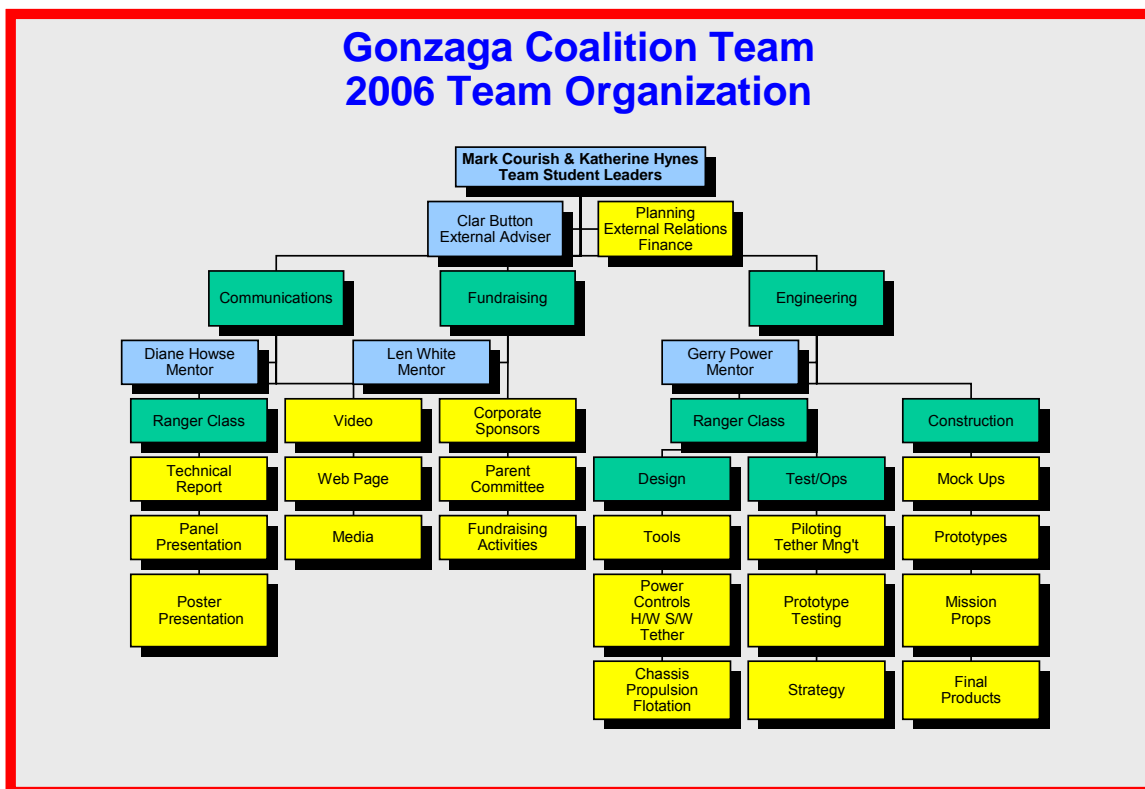 Gonzaga Coalition Team
2006 Team Organization
Mark Courish & Katherine Hynes
Team Student Leaders
Clar Button
External Adviser
Planning
External Relations
Finance
Communications
Fundraising
Engineering
Diane Howse
Mentor
Len White
Mentor
Gerry Power
Mentor
Ranger Class
Video
Corporate
Sponsors
Ranger Class
Construction
Technical
Report
Web Page
Parent
Committee
Design
Test/Ops
Mock Ups
Panel
Presentation
Media
Fundraising
Activities
Tools
Piloting
Tether Mng't
Prototypes
Poster
Presentation
Power
Controls
H/W S/W
Tether
Prototype
Testing
Mission
Props
Chassis
Propulsion
Flotation
Strategy
Final
Products